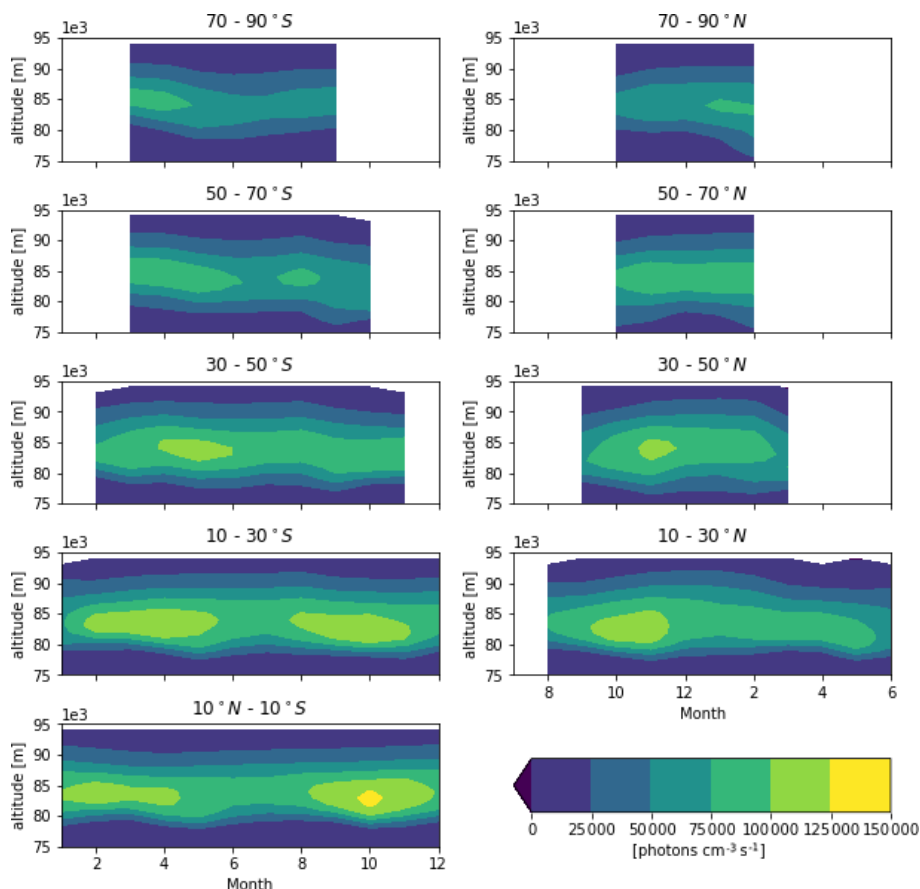 70 - 90°S
1e3
altitude [m]
95
90
85
80
75
70 - 90°N
1e3
altitude [m]
95
90
85
80
75
50 - 70°S
1e3
altitude [m]
95
90
85
80
75
50 - 70°N
1e3
altitude [m]
95
90
85
80
75
30 - 50°S
1e3
altitude [m]
95
90
85
80
75
30 - 50°N
1e3
altitude [m]
95
90
85
80
75
10 - 30°S
1e3
altitude [m]
95
90
85
80
75
10 - 30°N
1e3
altitude [m]
95
90
85
80
75
8 10 12 2 4 6
Month
10°N - 10°S
1e3
altitude [m]
95
90
85
80
75
2 4 6 8 10 12
Month
0 25000 50000 75000 100000 125000 150000
[photons cm⁻³ s⁻¹]